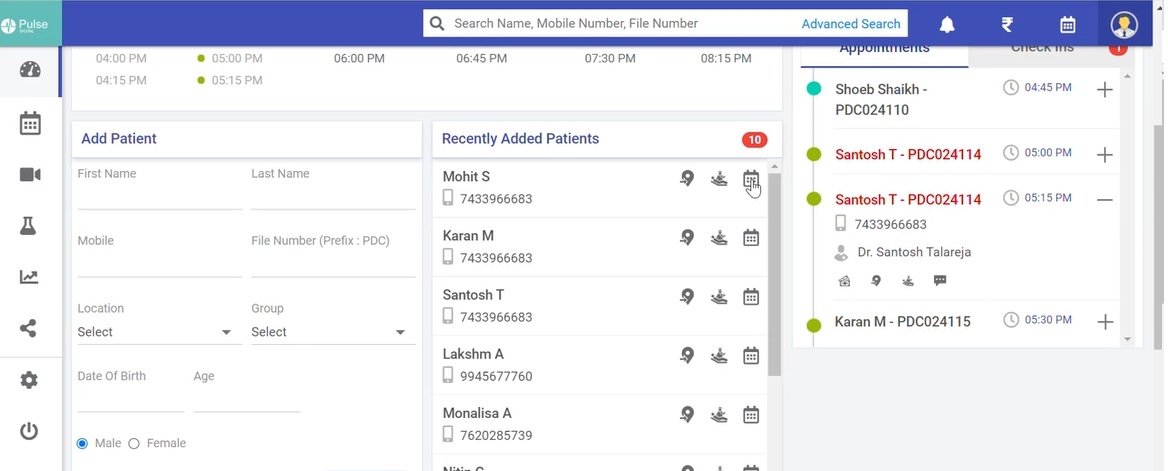 Pulse
Search Name, Mobile Number, File Number
Advanced Search
04:00 PM
05:00 PM
06:00 PM
06:45 PM
07:30 PM
08:15 PM
04:15 PM
05:15 PM
Add Patient
First Name
Last Name
Mobile
File Number (Prefix : PDC)
Location
Group
Select
Select
Date Of Birth
Age
Male
Female
Recently Added Patients
10
Mohit S
7433966683
Karan M
7433966683
Santosh T
7433966683
Lakshm A
9945677760
Monalisa A
7620285739
Appointments
Check Ins
Shoeb Shaikh -
PDC024110
04:45 PM
Santosh T - PDC024114
05:00 PM
Santosh T - PDC024114
05:15 PM
7433966683
Dr. Santosh Talareja
Karan M - PDC024115
05:30 PM